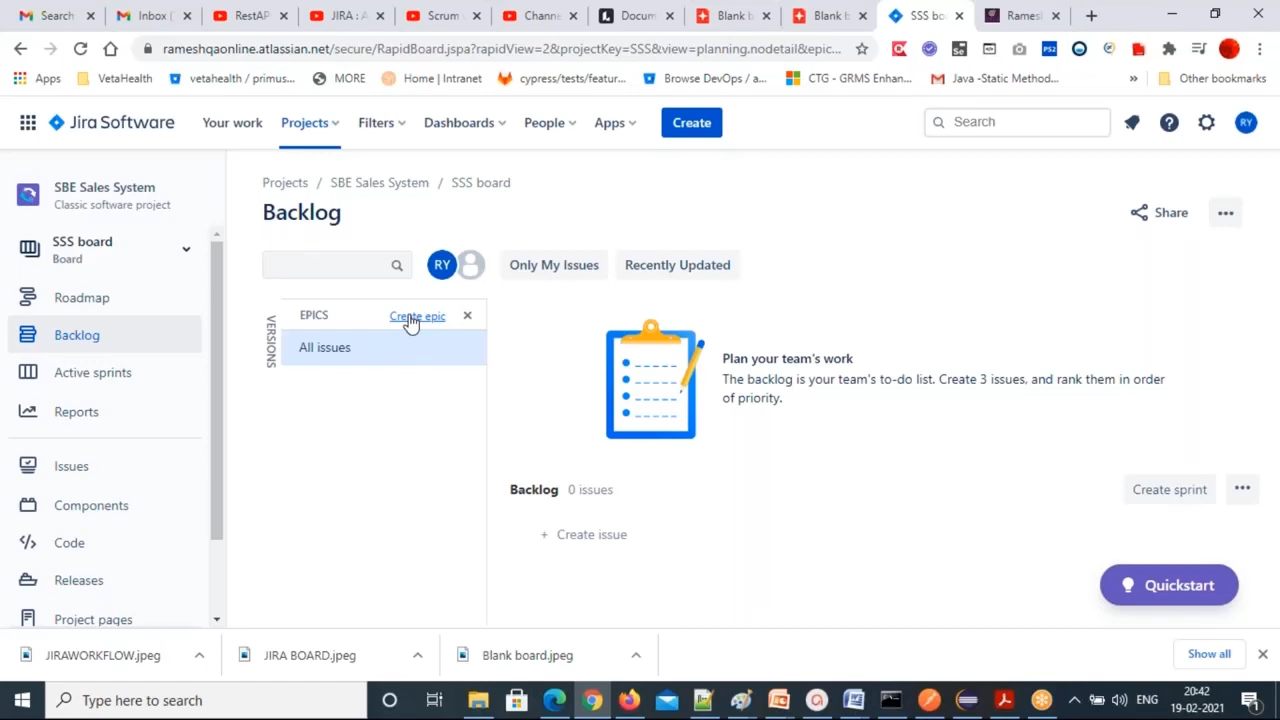 Search
Inbox (
RestAP
JIRA : A
Scrum
Channe
Docum
Blank b
Blank b
SSS bo
Rames
rameshqaonline.atlassian.net/secure/RapidBoard.jspa?rapidView=2&projectKey=SSS&view=planning.nodetail&epic...
Apps
VetaHealth
vetahealth / primus...
MORE
Home | Intranet
cypress/tests/featur...
Browse DevOps / a...
CTG - GRMS Enhan...
Java -Static Method...
»
Other bookmarks
Jira Software
Your work
Projects
Filters
Dashboards
People
Apps
Create
Search
RY
SBE Sales System
Classic software project
SSS board
Board
Roadmap
Backlog
Active sprints
Reports
Issues
Components
Code
Releases
Project pages
Projects / SBE Sales System / SSS board
Backlog
Share
RY
Only My Issues
Recently Updated
VERSIONS
EPICS
Create epic
All issues
Plan your team's work
The backlog is your team's to-do list. Create 3 issues, and rank them in order
of priority.
Backlog 0 issues
Create sprint
+ Create issue
Quickstart
JIRAWORKFLOW.jpeg
JIRA BOARD.jpeg
Blank board.jpeg
Show all
Type here to search
ENG
20:42
19-02-2021